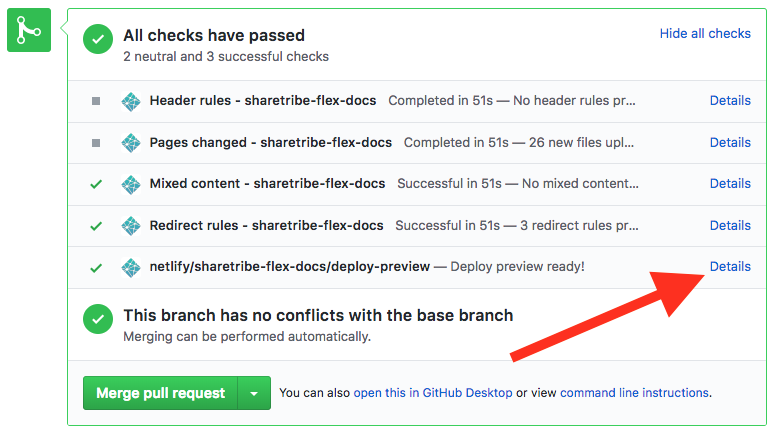 All checks have passed
Hide all checks
2 neutral and 3 successful checks
Header rules - sharetribe-flex-docs Completed in 51s — No header rules pr... Details
Pages changed - sharetribe-flex-docs Completed in 51s — 26 new files upl... Details
Mixed content - sharetribe-flex-docs Successful in 51s — No mixed content... Details
Redirect rules - sharetribe-flex-docs Successful in 51s — 3 redirect rules pr... Details
netlify/sharetribe-flex-docs/deploy-preview — Deploy preview ready! Details
This branch has no conflicts with the base branch
Merging can be performed automatically.
Merge pull request You can also open this in GitHub Desktop or view command line instructions.